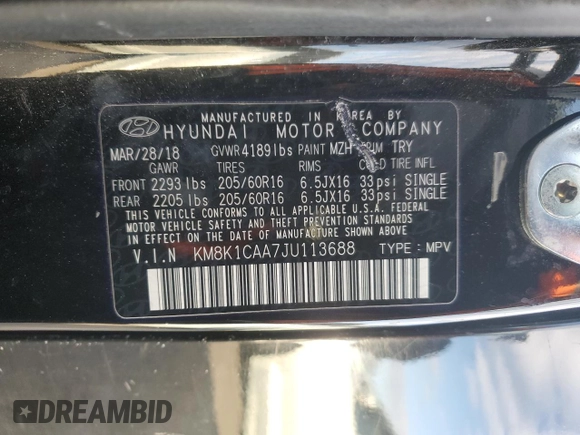 MANUFACTURED IN KOREA BY
HYUNDAI MOTOR COMPANY
MAR/28/18 GVWR 4189 lbs PAINT MZH TRIM TRY
GAWR TIRES RIMS COLD TIRE INFL
FRONT 2293 lbs 205/60R16 6.5JX16 33psi SINGLE
REAR 2205 lbs 205/60R16 6.5JX16 33psi SINGLE
THIS VEHICLE CONFORMS TO ALL APPLICABLE U.S.A. FEDERAL
MOTOR VEHICLE SAFETY AND THEFT PREVENTION STANDARDS
IN EFFECT ON THE DATE OF MANUFACTURE SHOWN ABOVE
V.I.N KM8K1CAA7JU113688 TYPE : MPV
DREAMBID